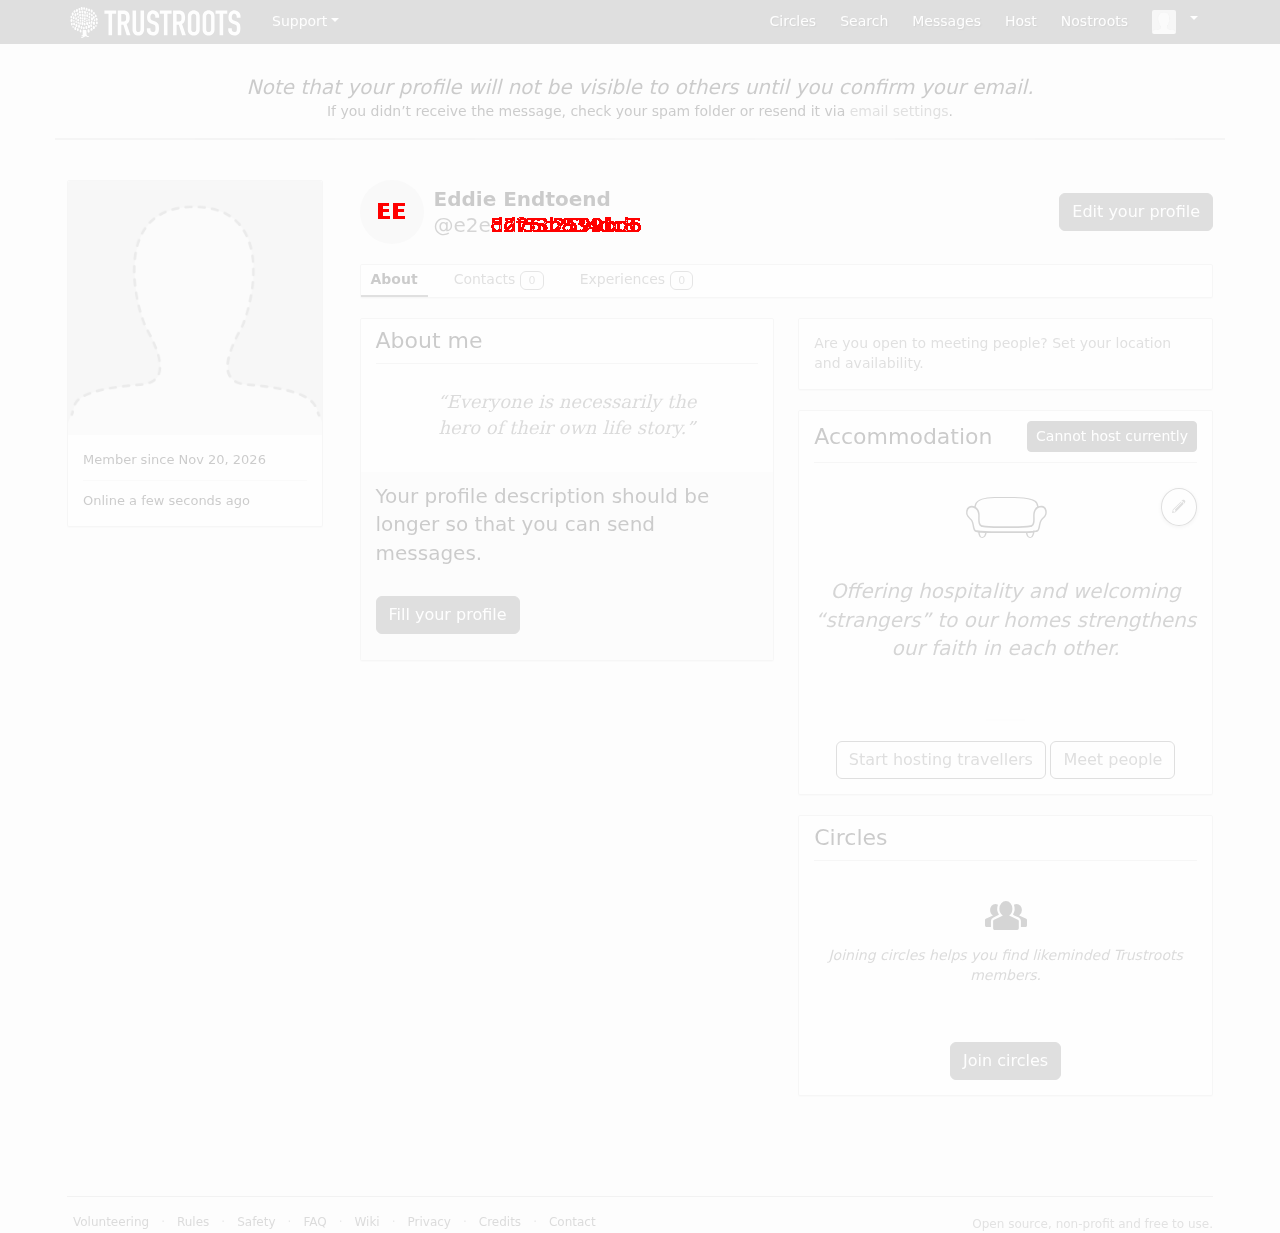 TRUSTROOTS Support Circles Search Messages Host Nostroots
Note that your profile will not be visible to others until you confirm your email.
If you didn’t receive the message, check your spam folder or resend it via email settings.
EE
Eddie Endtoend
Edit your profile
About Contacts 0 Experiences 0
Member since Nov 20, 2026
Online a few seconds ago
About me
“Everyone is necessarily the
hero of their own life story.”
Your profile description should be
longer so that you can send
messages.
Fill your profile
Are you open to meeting people? Set your location
and availability.
Accommodation Cannot host currently
Offering hospitality and welcoming
“strangers” to our homes strengthens
our faith in each other.
Start hosting travellers Meet people
Circles
Joining circles helps you find likeminded Trustroots
members.
Join circles
Volunteering · Rules · Safety · FAQ · Wiki · Privacy · Credits · Contact
Open source, non-profit and free to use.